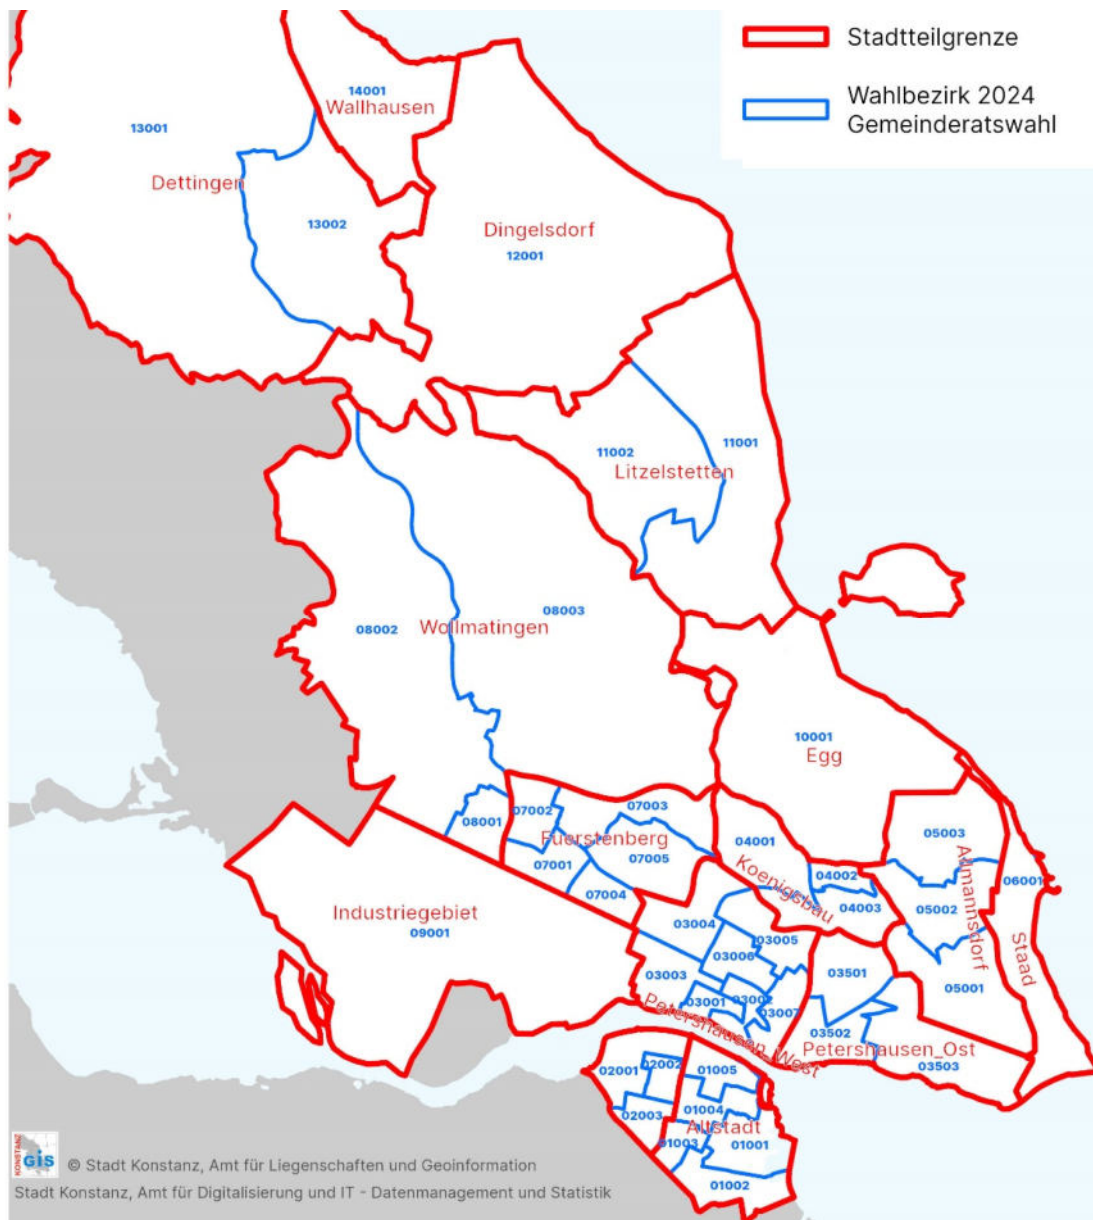 Stadtteilgrenze
Wahlbezirk 2024
Gemeinderatswahl
14001
Wallhausen
13001
Dettingen
13002
Dingelsdorf
12001
11001
11002
Litzelstetten
08003
08002
Wollmatingen
10001
Egg
07003
07002
08001
Fuerstenberg
07001
07005
07004
04001
Koenigsbau
04002
04003
05003
Allmannsdorf
05002
05001
06001
Staad
Industriegebiet
09001
03004
03005
03006
03003
03001
03002
03007
Petershausen_West
03501
03502
Petershausen_Ost
03503
02001
02002
02003
01005
01004
Altstadt
01003
01001
01002
KONSTANZ
GIS
© Stadt Konstanz, Amt für Liegenschaften und Geoinformation
Stadt Konstanz, Amt für Digitalisierung und IT - Datenmanagement und Statistik